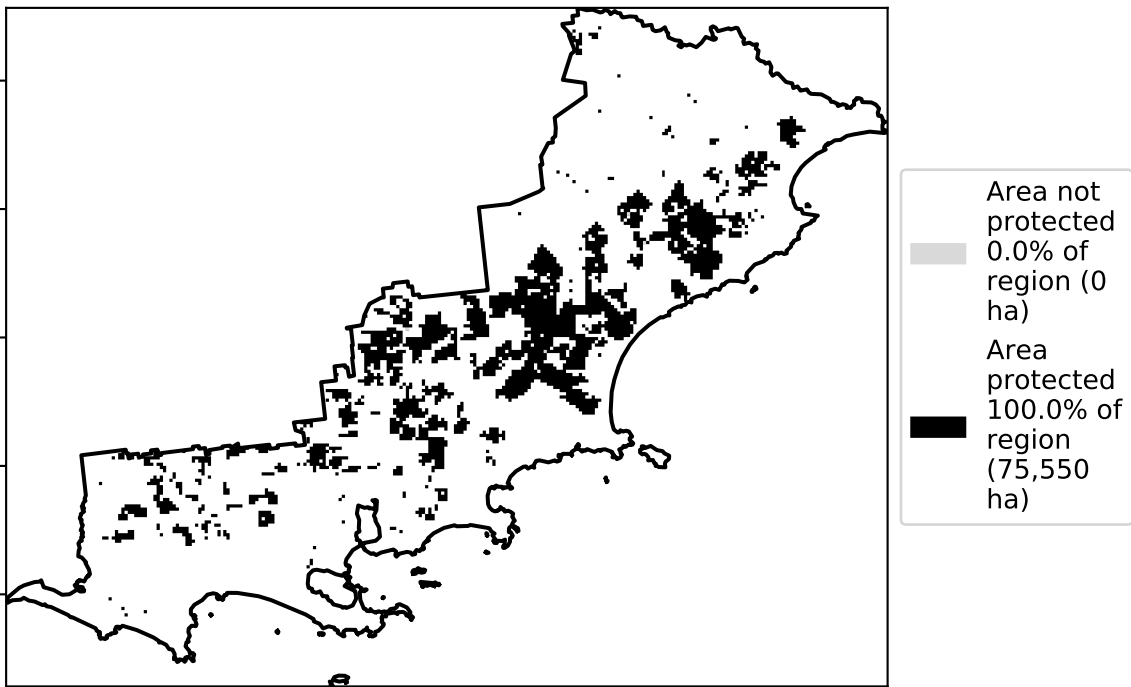 Area not
protected
0.0% of
region (0
ha)
Area
protected
100.0% of
region
(75,550
ha)